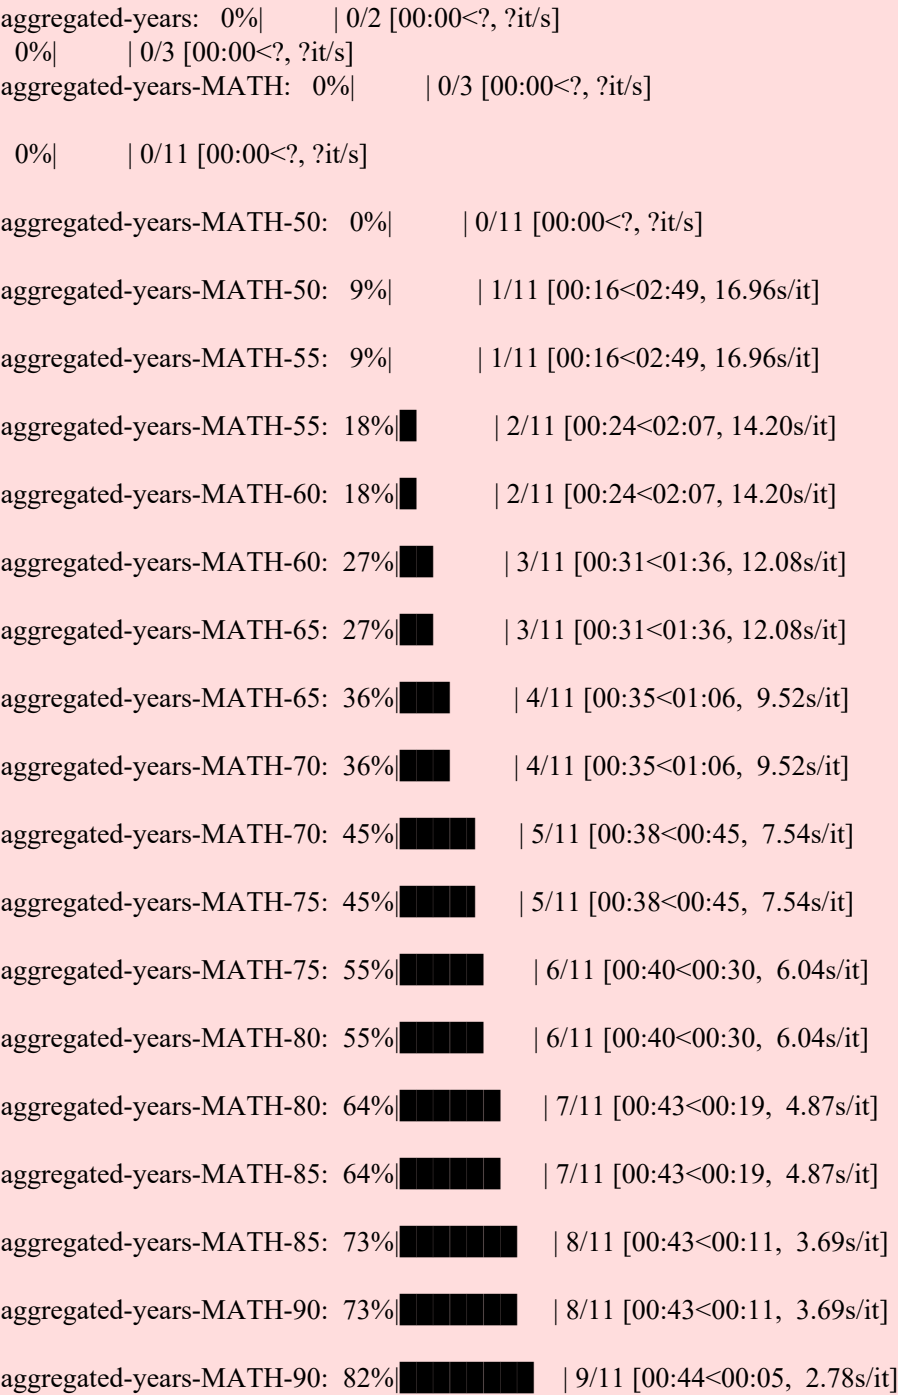 aggregated-years:   0%|          | 0/2 [00:00<?, ?it/s]
  0%|          | 0/3 [00:00<?, ?it/s]
aggregated-years-MATH:   0%|          | 0/3 [00:00<?, ?it/s]
  0%|          | 0/11 [00:00<?, ?it/s]
aggregated-years-MATH-50:   0%|          | 0/11 [00:00<?, ?it/s]
aggregated-years-MATH-50:   9%|          | 1/11 [00:16<02:49, 16.96s/it]
aggregated-years-MATH-55:   9%|          | 1/11 [00:16<02:49, 16.96s/it]
aggregated-years-MATH-55:  18%|█          | 2/11 [00:24<02:07, 14.20s/it]
aggregated-years-MATH-60:  18%|█          | 2/11 [00:24<02:07, 14.20s/it]
aggregated-years-MATH-60:  27%|██         | 3/11 [00:31<01:36, 12.08s/it]
aggregated-years-MATH-65:  27%|██         | 3/11 [00:31<01:36, 12.08s/it]
aggregated-years-MATH-65:  36%|███        | 4/11 [00:35<01:06,  9.52s/it]
aggregated-years-MATH-70:  36%|███        | 4/11 [00:35<01:06,  9.52s/it]
aggregated-years-MATH-70:  45%|████▌      | 5/11 [00:38<00:45,  7.54s/it]
aggregated-years-MATH-75:  45%|████▌      | 5/11 [00:38<00:45,  7.54s/it]
aggregated-years-MATH-75:  55%|█████      | 6/11 [00:40<00:30,  6.04s/it]
aggregated-years-MATH-80:  55%|█████      | 6/11 [00:40<00:30,  6.04s/it]
aggregated-years-MATH-80:  64%|██████     | 7/11 [00:43<00:19,  4.87s/it]
aggregated-years-MATH-85:  64%|██████     | 7/11 [00:43<00:19,  4.87s/it]
aggregated-years-MATH-85:  73%|███████    | 8/11 [00:43<00:11,  3.69s/it]
aggregated-years-MATH-90:  73%|███████    | 8/11 [00:43<00:11,  3.69s/it]
aggregated-years-MATH-90:  82%|████████   | 9/11 [00:44<00:05,  2.78s/it]